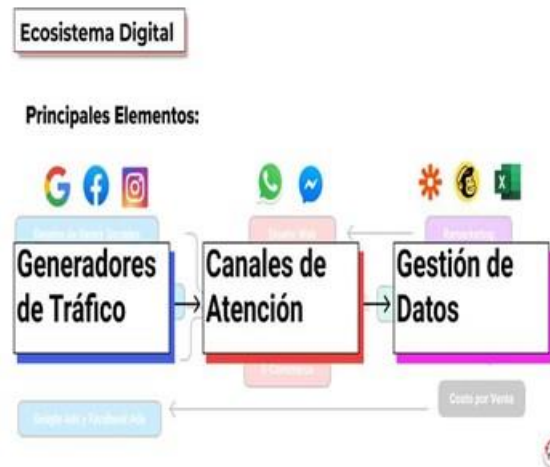 Ecosistema Digital
Principales Elementos:
Generadores
de Tráfico
Canales de
Atención
Gestión de
Datos
Google Ads y Facebook Ads
Costo por Venta